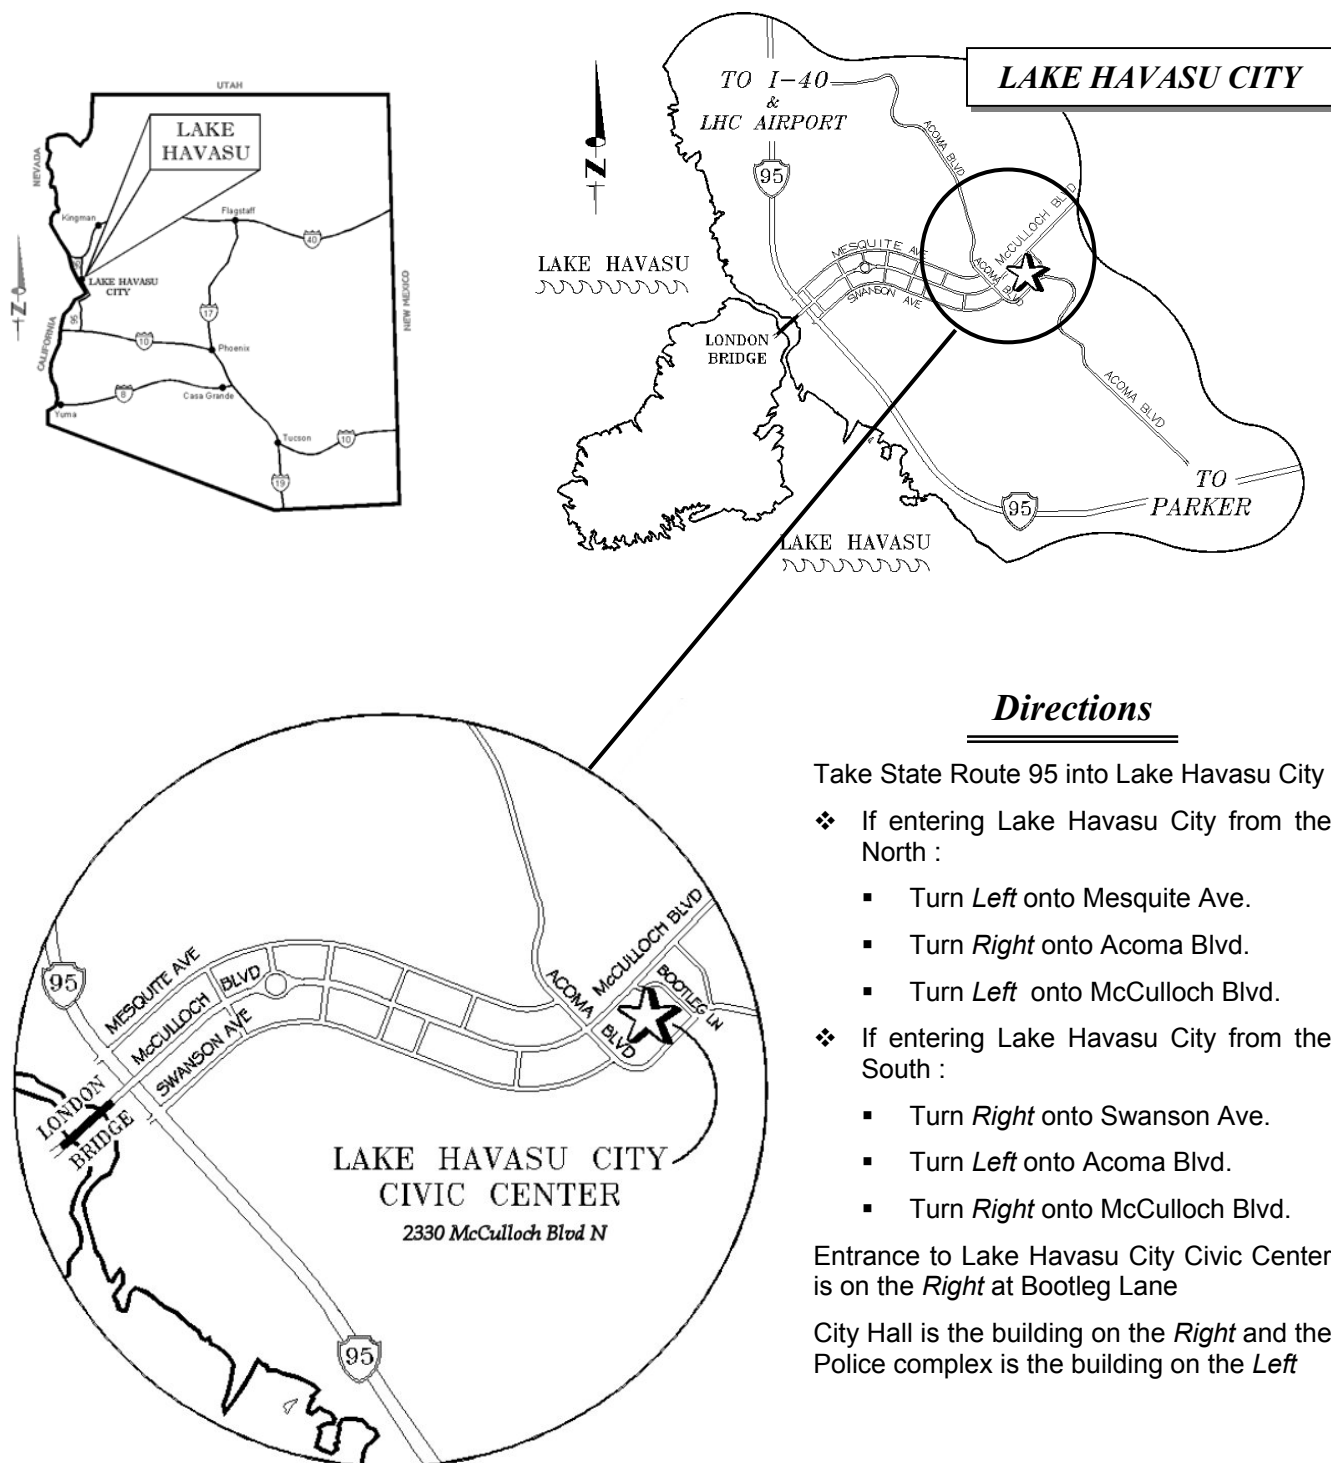 UTAH
LAKE
HAVASU
NEVADA
Kingman
Flagstaff
40
95
LAKE HAVASU
CITY
N
17
NEW MEXICO
CALIFORNIA
95
10
Phoenix
8
Casa Grande
Yuma
Tucson
10
19
LAKE HAVASU CITY
TO I-40
&
LHC AIRPORT
N
95
ACOMA BLVD
McCULLOCH BLVD
MESQUITE AVE
LAKE HAVASU
ACOMA BLVD
SWANSON AVE
LONDON
BRIDGE
ACOMA BLVD
TO
PARKER
95
LAKE HAVASU
Directions
Take State Route 95 into Lake Havasu City
❖ If entering Lake Havasu City from the
North :
▪ Turn Left onto Mesquite Ave.
▪ Turn Right onto Acoma Blvd.
▪ Turn Left onto McCulloch Blvd.
❖ If entering Lake Havasu City from the
South :
▪ Turn Right onto Swanson Ave.
▪ Turn Left onto Acoma Blvd.
▪ Turn Right onto McCulloch Blvd.
Entrance to Lake Havasu City Civic Center
is on the Right at Bootleg Lane
City Hall is the building on the Right and the
Police complex is the building on the Left
95
MESQUITE AVE
McCULLOCH BLVD
SWANSON AVE
ACOMA BLVD
McCULLOCH BLVD
BOOTLEG LN
LONDON
BRIDGE
LAKE HAVASU CITY
CIVIC CENTER
2330 McCulloch Blvd N
95